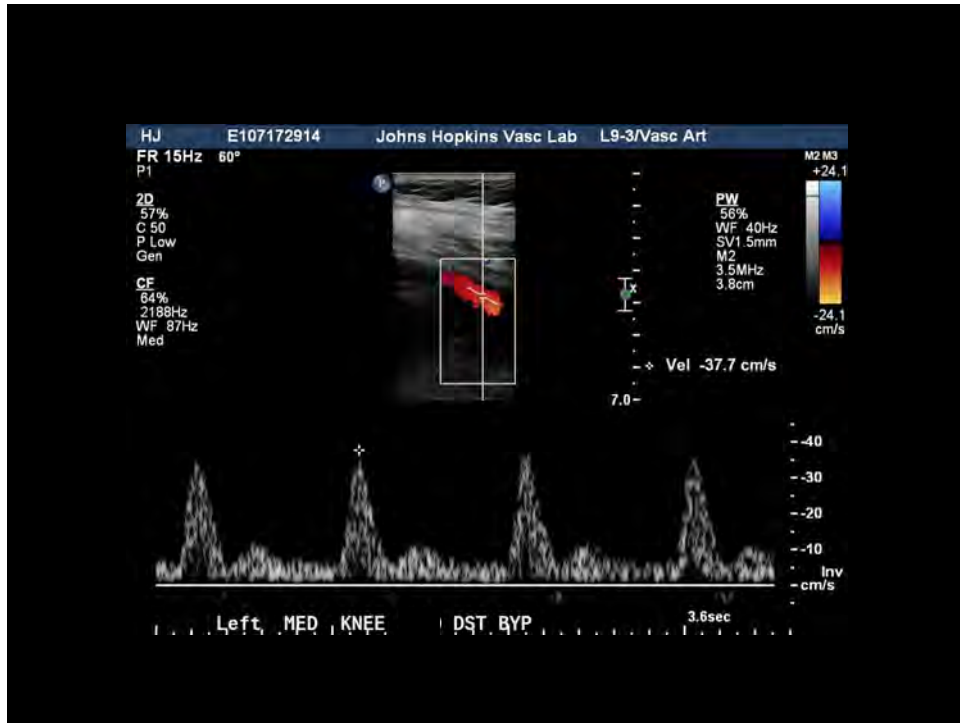 HJ E107172914 Johns Hopkins Vasc Lab L9-3/Vasc Art
FR 15Hz 60°
P1
2D
57%
C 50
P Low
Gen
CF
64%
2188Hz
WF 87Hz
Med
P
M2 M3
+24.1
-24.1
cm/s
PW
56%
WF 40Hz
SV1.5mm
M2
3.5MHz
3.8cm
x
Vel -37.7 cm/s
7.0
-40
-30
-20
-10
Inv
cm/s
3.6sec
Left MED KNEE DST BYP